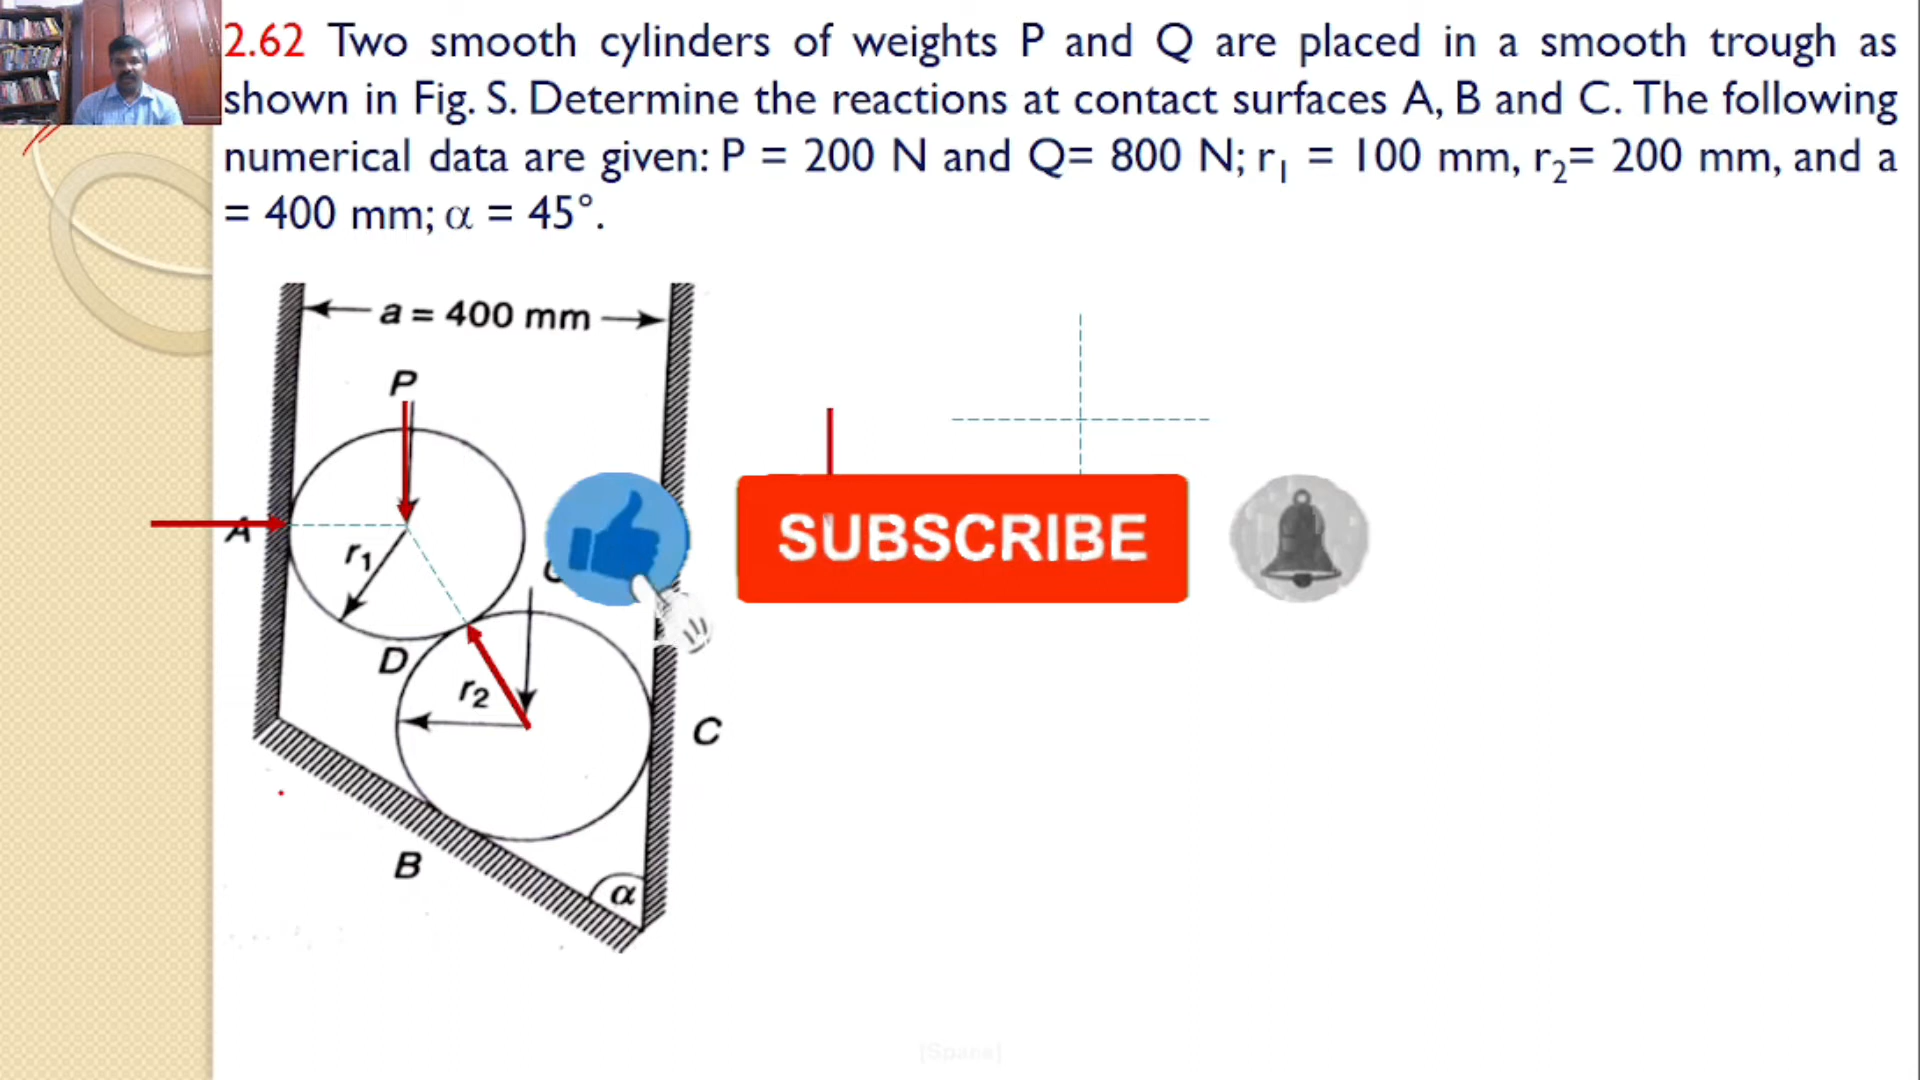 2.62 Two smooth cylinders of weights P and Q are placed in a smooth trough as
shown in Fig. S. Determine the reactions at contact surfaces A, B and C. The following
numerical data are given: P = 200 N and Q= 800 N; r₁ = 100 mm, r₂= 200 mm, and a
= 400 mm; α = 45°.
a = 400 mm
P
A
r₁
SUBSCRIBE
D
r₂
C
B
α